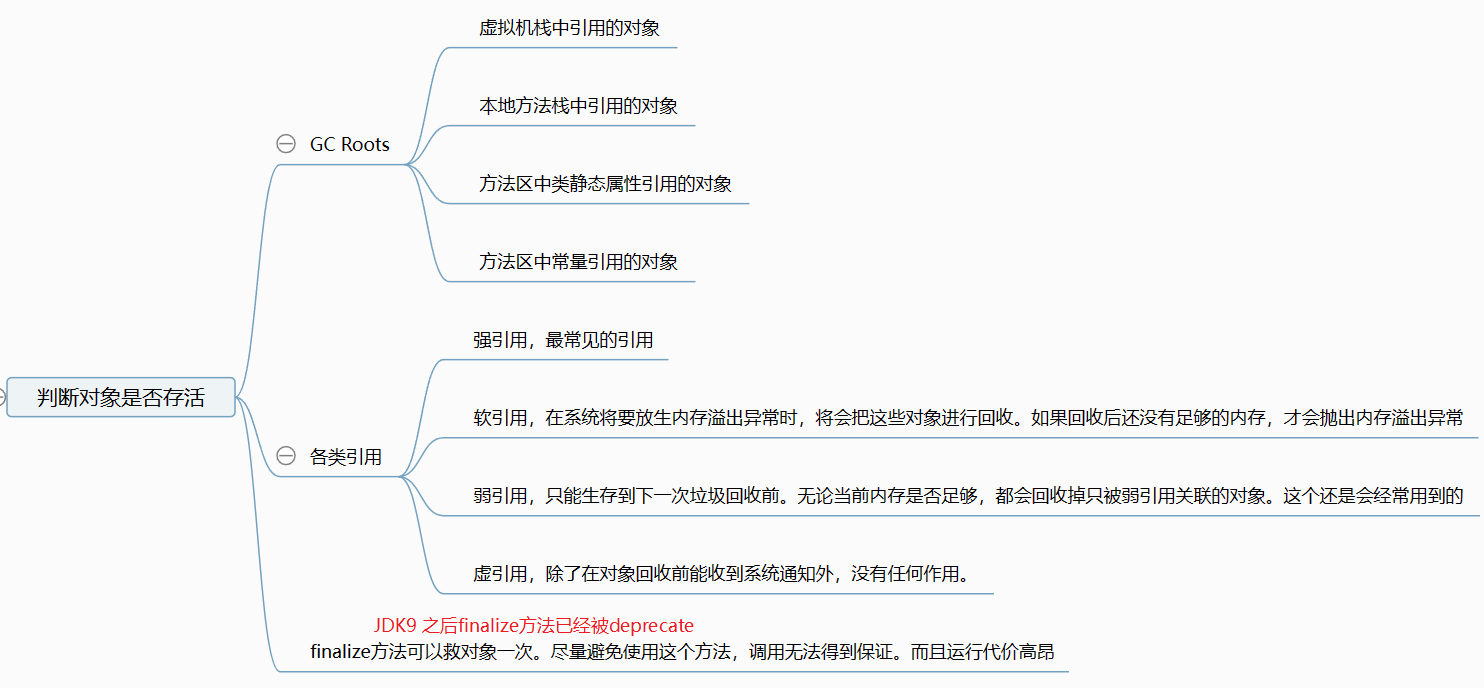 虚拟机栈中引用的对象
本地方法栈中引用的对象
GC Roots
方法区中类静态属性引用的对象
方法区中常量引用的对象
强引用，最常见的引用
判断对象是否存活
软引用，在系统将要放生内存溢出异常时，将会把这些对象进行回收。如果回收后还没有足够的内存，才会抛出内存溢出异常
各类引用
弱引用，只能生存到下一次垃圾回收前。无论当前内存是否足够，都会回收掉只被弱引用关联的对象。这个还是会经常用到的
虚引用，除了在对象回收前能收到系统通知外，没有任何作用。
JDK9 之后finalize方法已经被deprecate
finalize方法可以救对象一次。尽量避免使用这个方法，调用无法得到保证。而且运行代价高昂